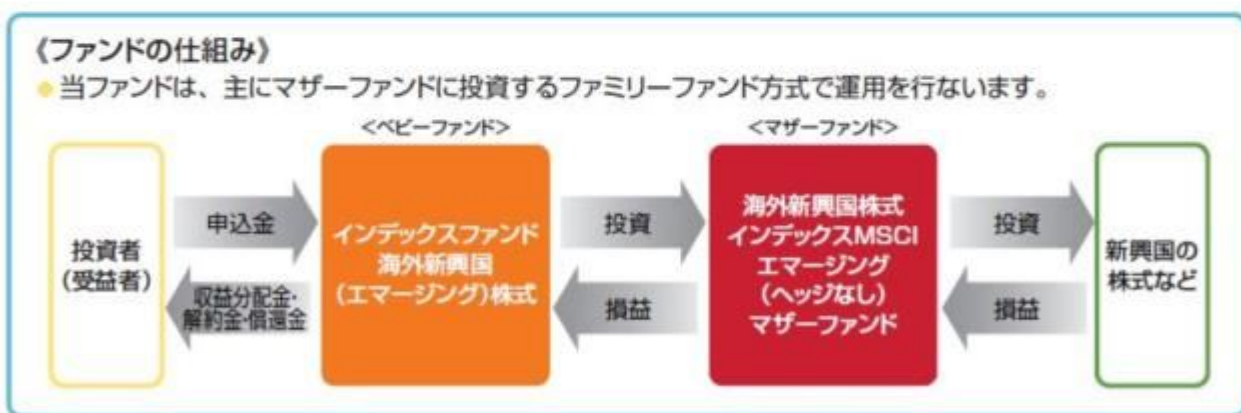 《ファンドの仕組み》
● 当ファンドは、主にマザーファンドに投資するファミリーファンド方式で運用を行ないます。
<ベビーファンド>
<マザーファンド>
投資者
(受益者)
申込金
収益分配金・
解約金・償還金
インデックスファンド
海外新興国
(エマージング)株式
投資
損益
海外新興国株式
インデックスMSCI
エマージング
(ヘッジなし)
マザーファンド
投資
損益
新興国の
株式など